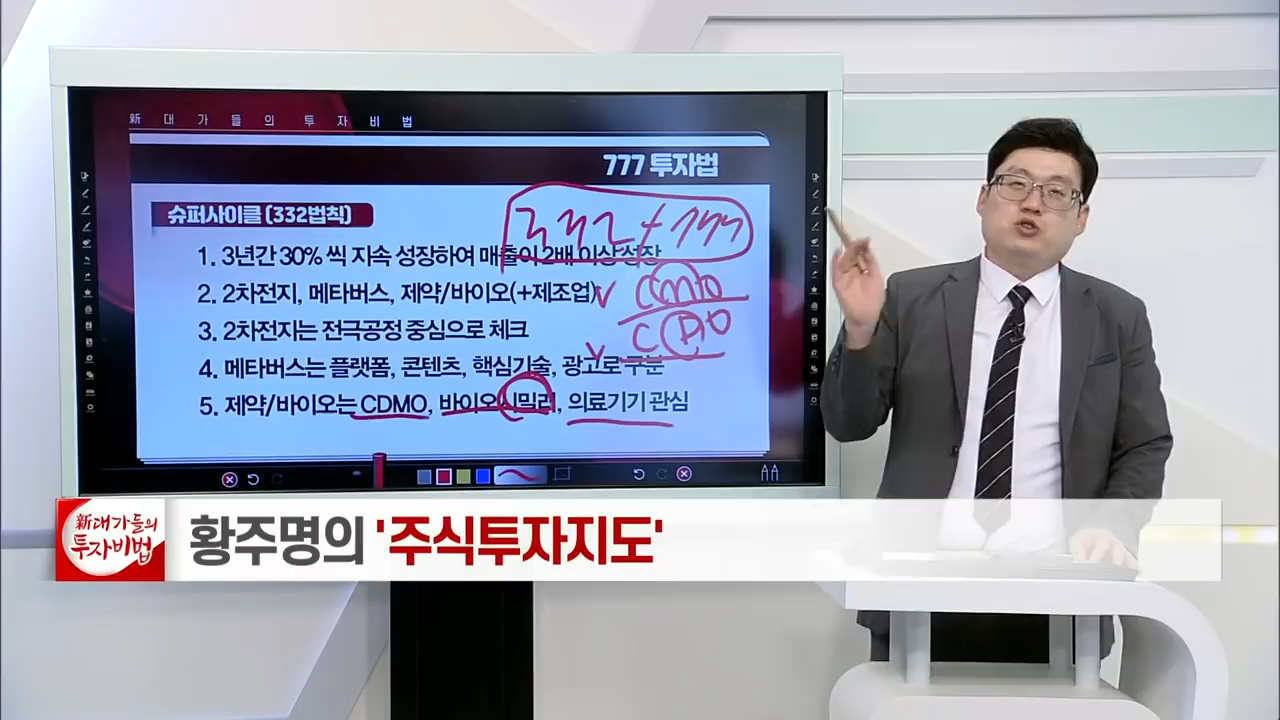 新 대 가 들 의 투 자 비 법
777 투자법
슈퍼사이클 (332법칙)
332 + 1
1. 3년간 30% 씩 지속 성장하여 매출이 2배 이상 성장
2. 2차전지, 메타버스, 제약/바이오(+제조업)
CMO
3. 2차전지는 전극공정 중심으로 체크
CDO
4. 메타버스는 플랫폼, 콘텐츠, 핵심기술, 광고로 구분
5. 제약/바이오는 CDMO, 바이오시밀러, 의료기기 관심
新대가들의
투자비법
황주명의 '주식투자지도'